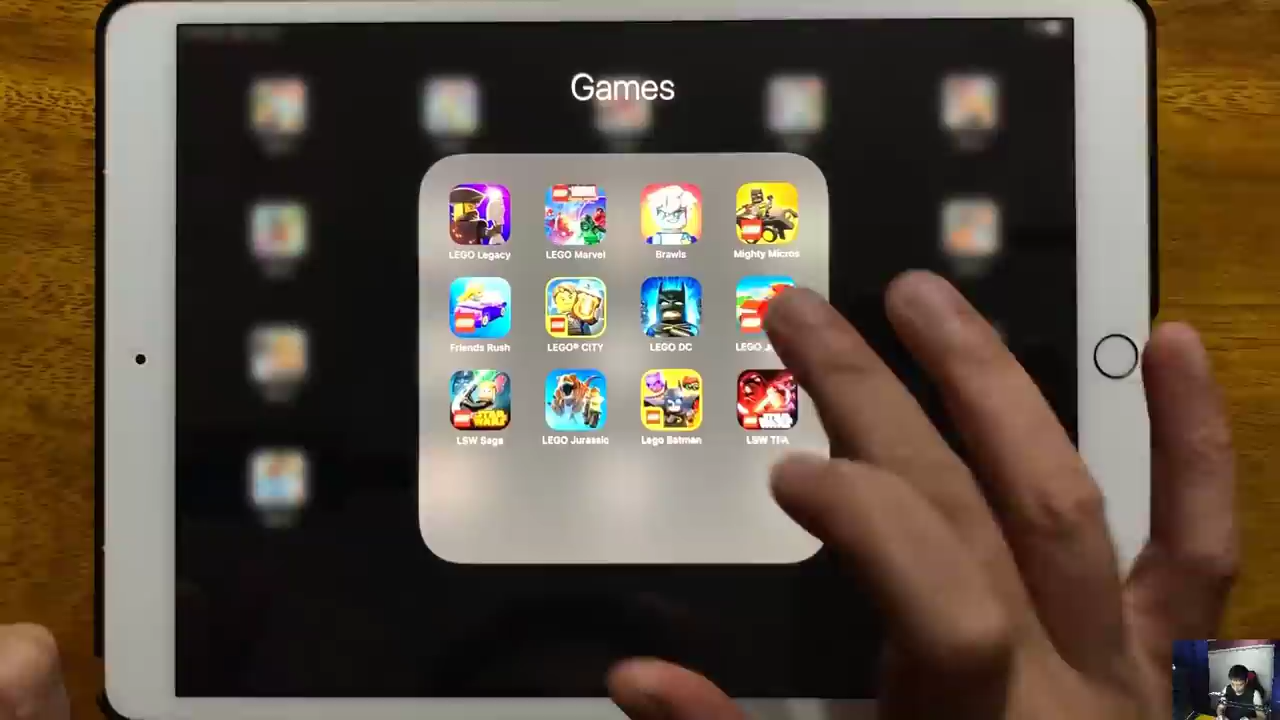 Games
LEGO Legacy
LEGO Marvel
Brawls
Mighty Micros
Friends Rush
LEGO® CITY
LEGO DC
LEGO
LSW Saga
LEGO Jurassic
Lego Batman
LSW TFA